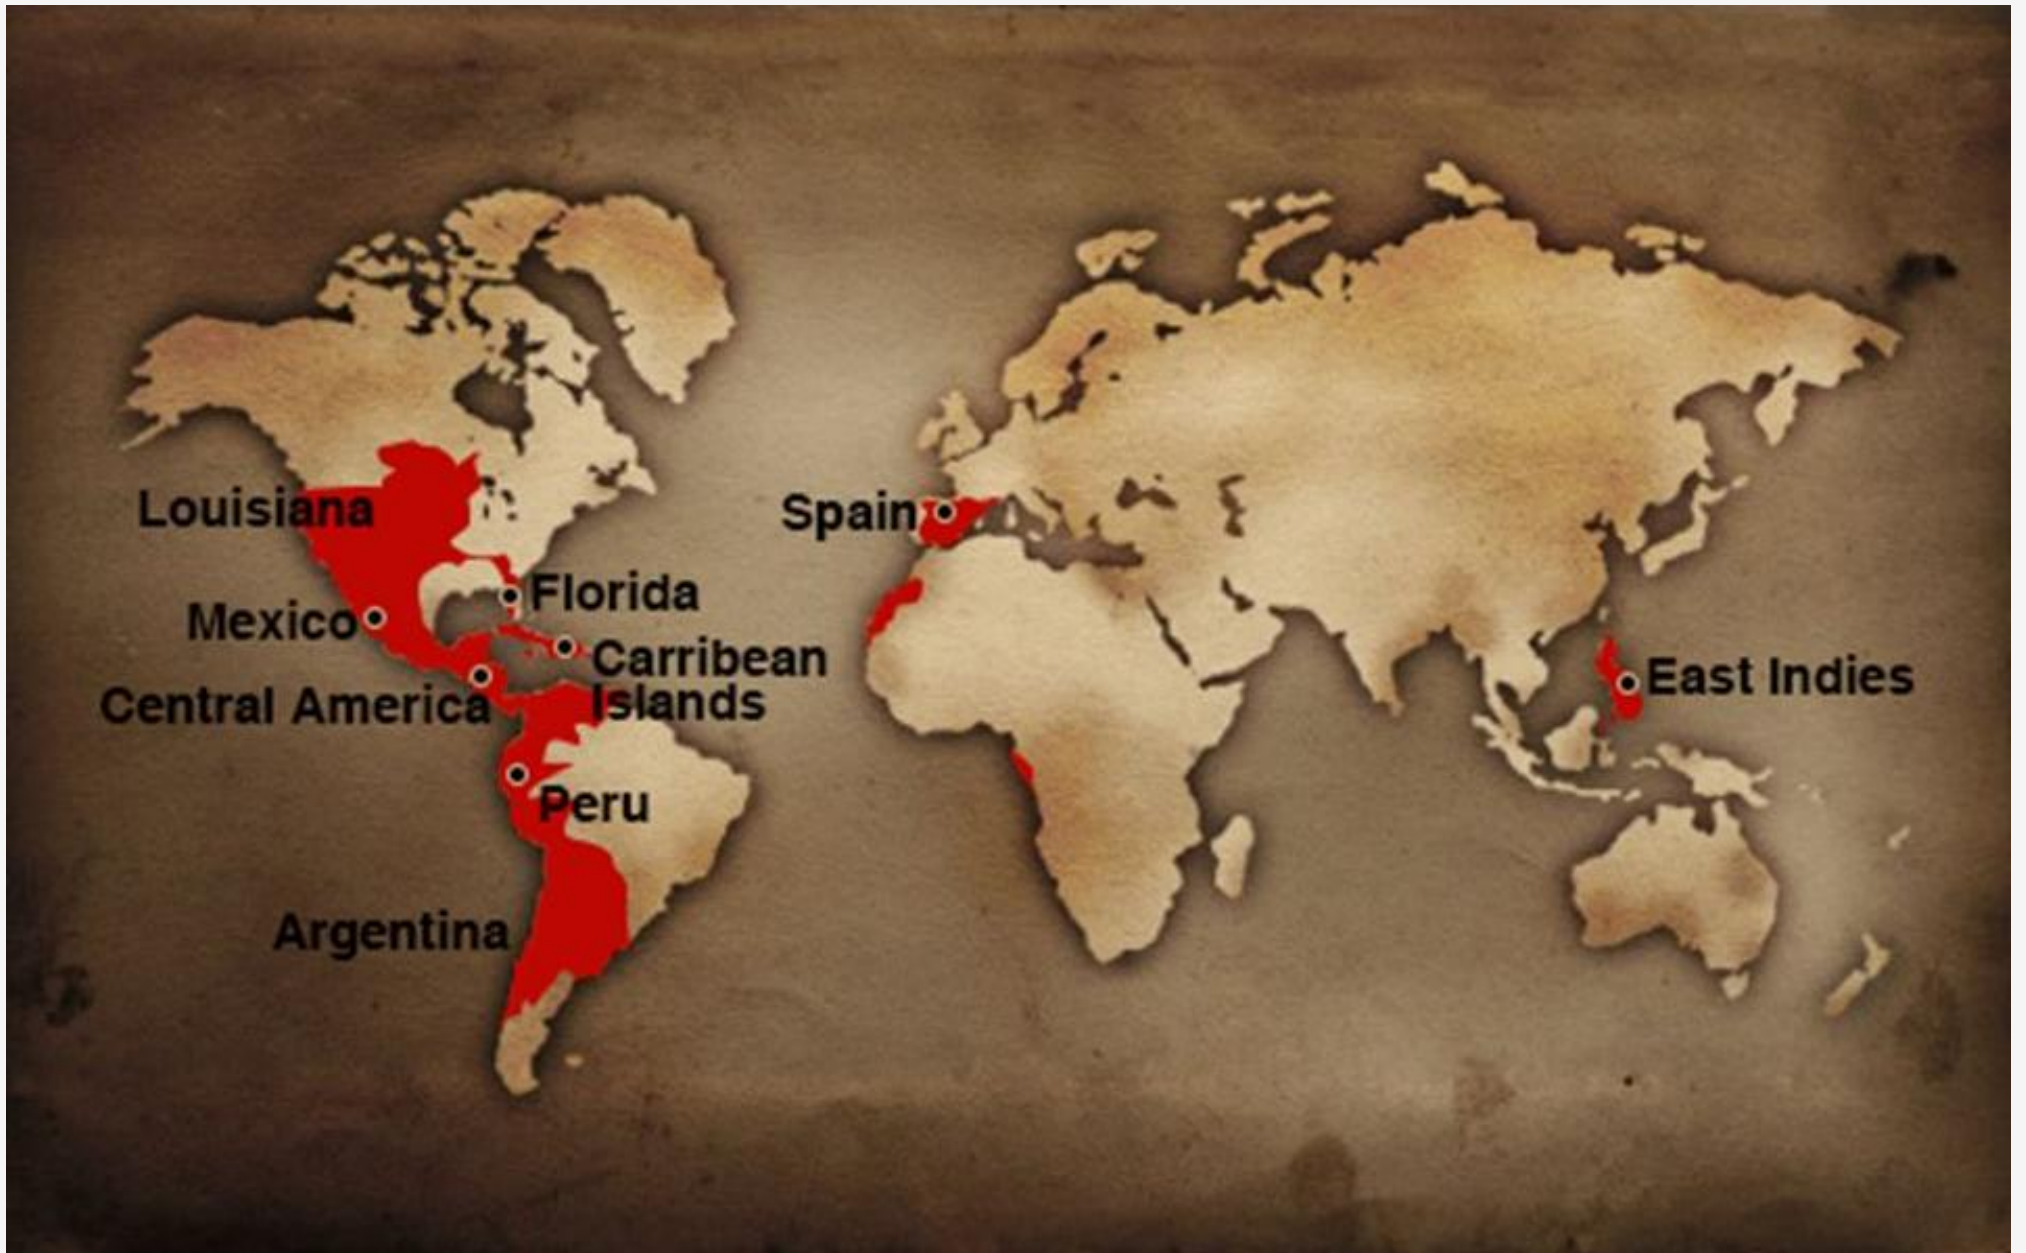 Louisiana
Spain
Florida
Mexico
Carribean
Islands
Central America
East Indies
Peru
Argentina